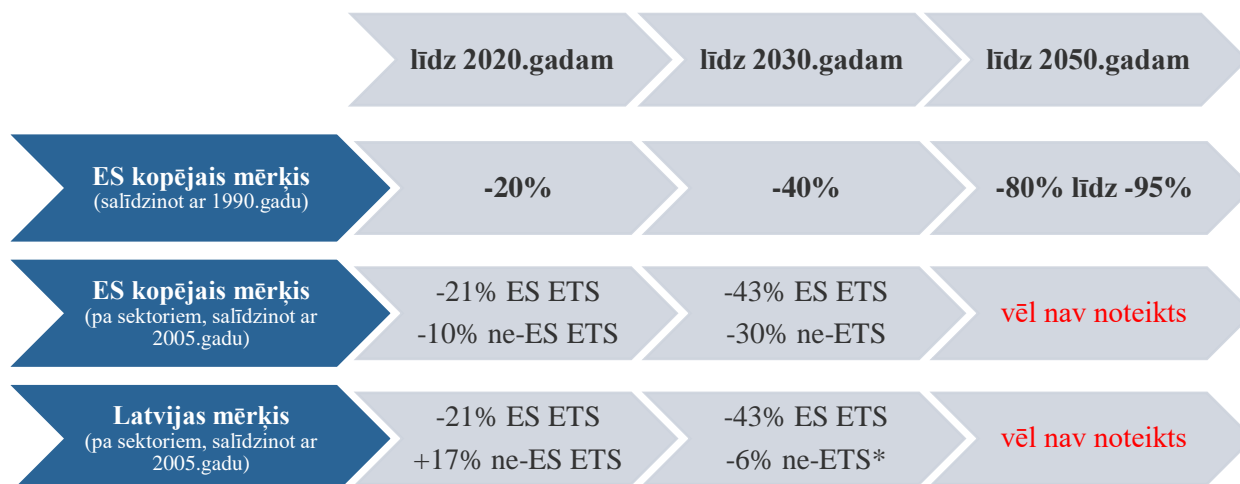 līdz 2020.gadam
līdz 2030.gadam
līdz 2050.gadam
ES kopējais mērķis
(salīdzinot ar 1990.gadu)
-20%
-40%
-80% līdz -95%
ES kopējais mērķis
(pa sektoriem, salīdzinot ar
2005.gadu)
-21% ES ETS
-10% ne-ES ETS
-43% ES ETS
-30% ne-ETS
vēl nav noteikts
Latvijas mērķis
(pa sektoriem, salīdzinot ar
2005.gadu)
-21% ES ETS
+17% ne-ES ETS
-43% ES ETS
-6% ne-ETS*
vēl nav noteikts